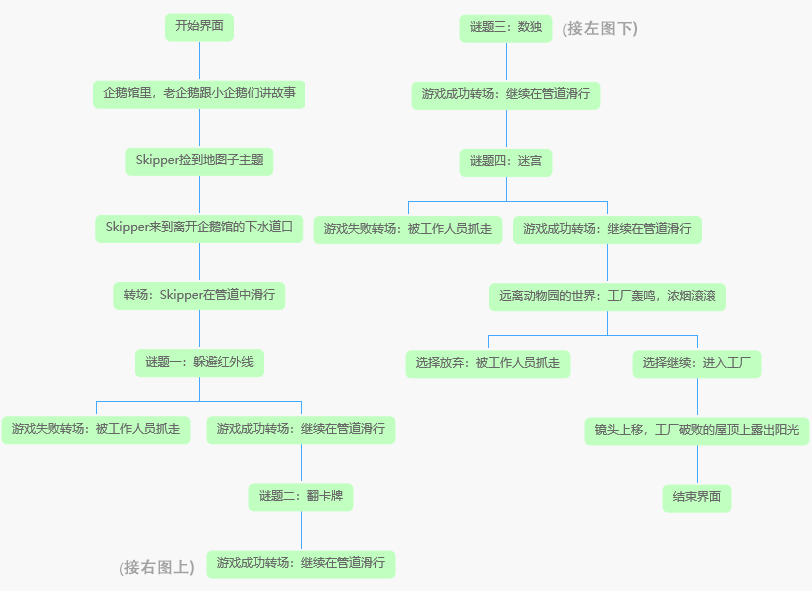 开始界面
企鹅馆里，老企鹅跟小企鹅们讲故事
Skipper捡到地图子主题
Skipper来到离开企鹅馆的下水道口
转场：Skipper在管道中滑行
谜题一：躲避红外线
游戏失败转场：被工作人员抓走
游戏成功转场：继续在管道滑行
谜题二：翻卡牌
(接右图上)
游戏成功转场：继续在管道滑行
谜题三：数独
(接左图下)
游戏成功转场：继续在管道滑行
谜题四：迷宫
游戏失败转场：被工作人员抓走
游戏成功转场：继续在管道滑行
远离动物园的世界：工厂轰鸣，浓烟滚滚
选择放弃：被工作人员抓走
选择继续：进入工厂
镜头上移，工厂破败的屋顶上露出阳光
结束界面